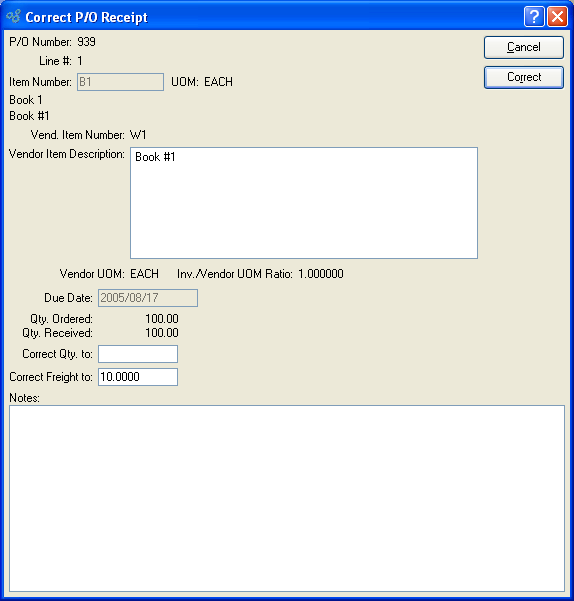 Correct P/O Receipt
P/O Number: 939
Cancel
Line #: 1
Correct
Item Number: B1 UOM: EACH
Book 1
Book #1
Vend. Item Number: W1
Vendor Item Description: Book #1
Vendor UOM: EACH Inv./Vendor UOM Ratio: 1.000000
Due Date: 2005/08/17
Qty. Ordered: 100.00
Qty. Received: 100.00
Correct Qty. to:
Correct Freight to: 10.0000
Notes: